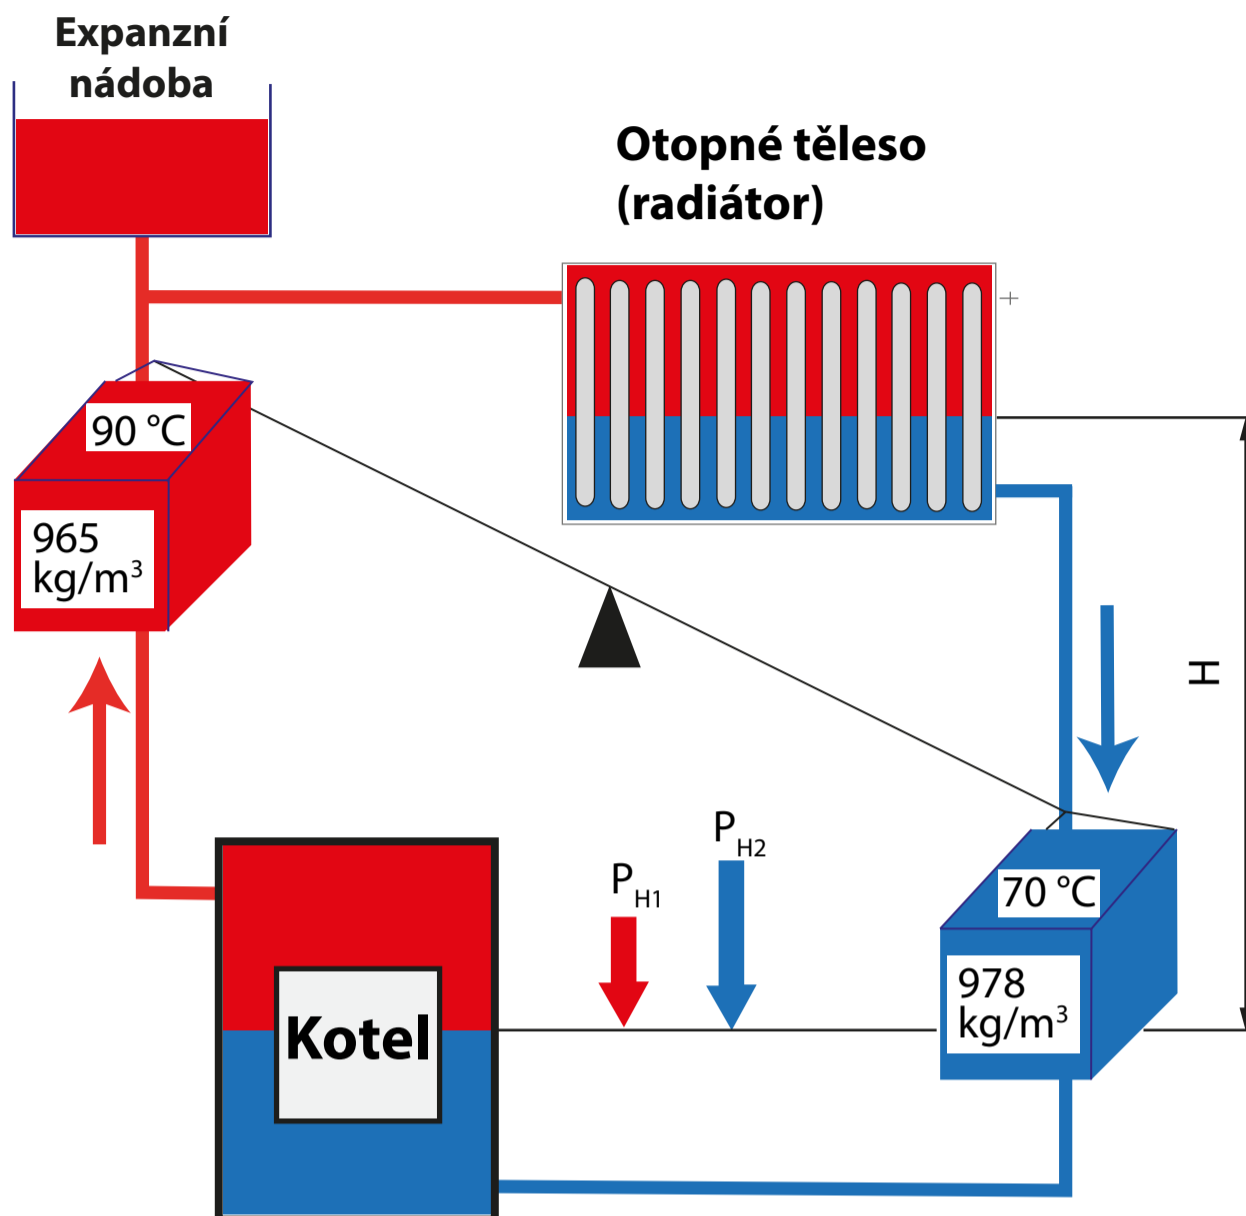 Expanzní
nádoba
Otopné těleso
(radiátor)
90 °C
965
kg/m³
H
P H2
P H1
70 °C
978
kg/m³
Kotel